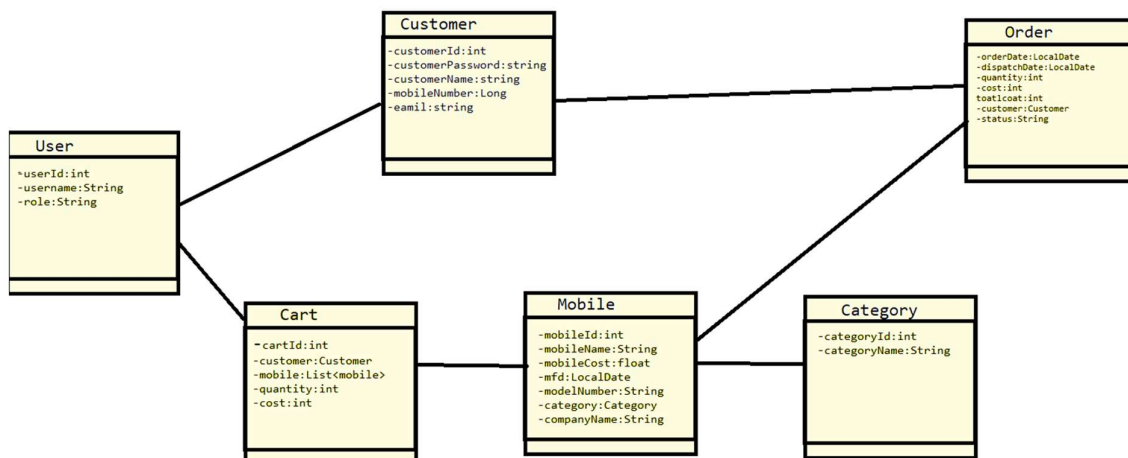 Customer
-customerId:int
-customerPassword:string
-customerName:string
-mobileNumber:Long
-eamil:string
Order
-orderDate:LocalDate
-dispatchDate:LocalDate
-quantity:int
-cost:int
toatlcoat:int
-customer:Customer
-status:String
User
-userId:int
-username:String
-role:String
Cart
-cartId:int
-customer:Customer
-mobile:List<mobile>
-quantity:int
-cost:int
Mobile
-mobileId:int
-mobileName:String
-mobileCost:float
-mfd:LocalDate
-modelNumber:String
-category:Category
-companyName:String
Category
-categoryId:int
-categoryName:String